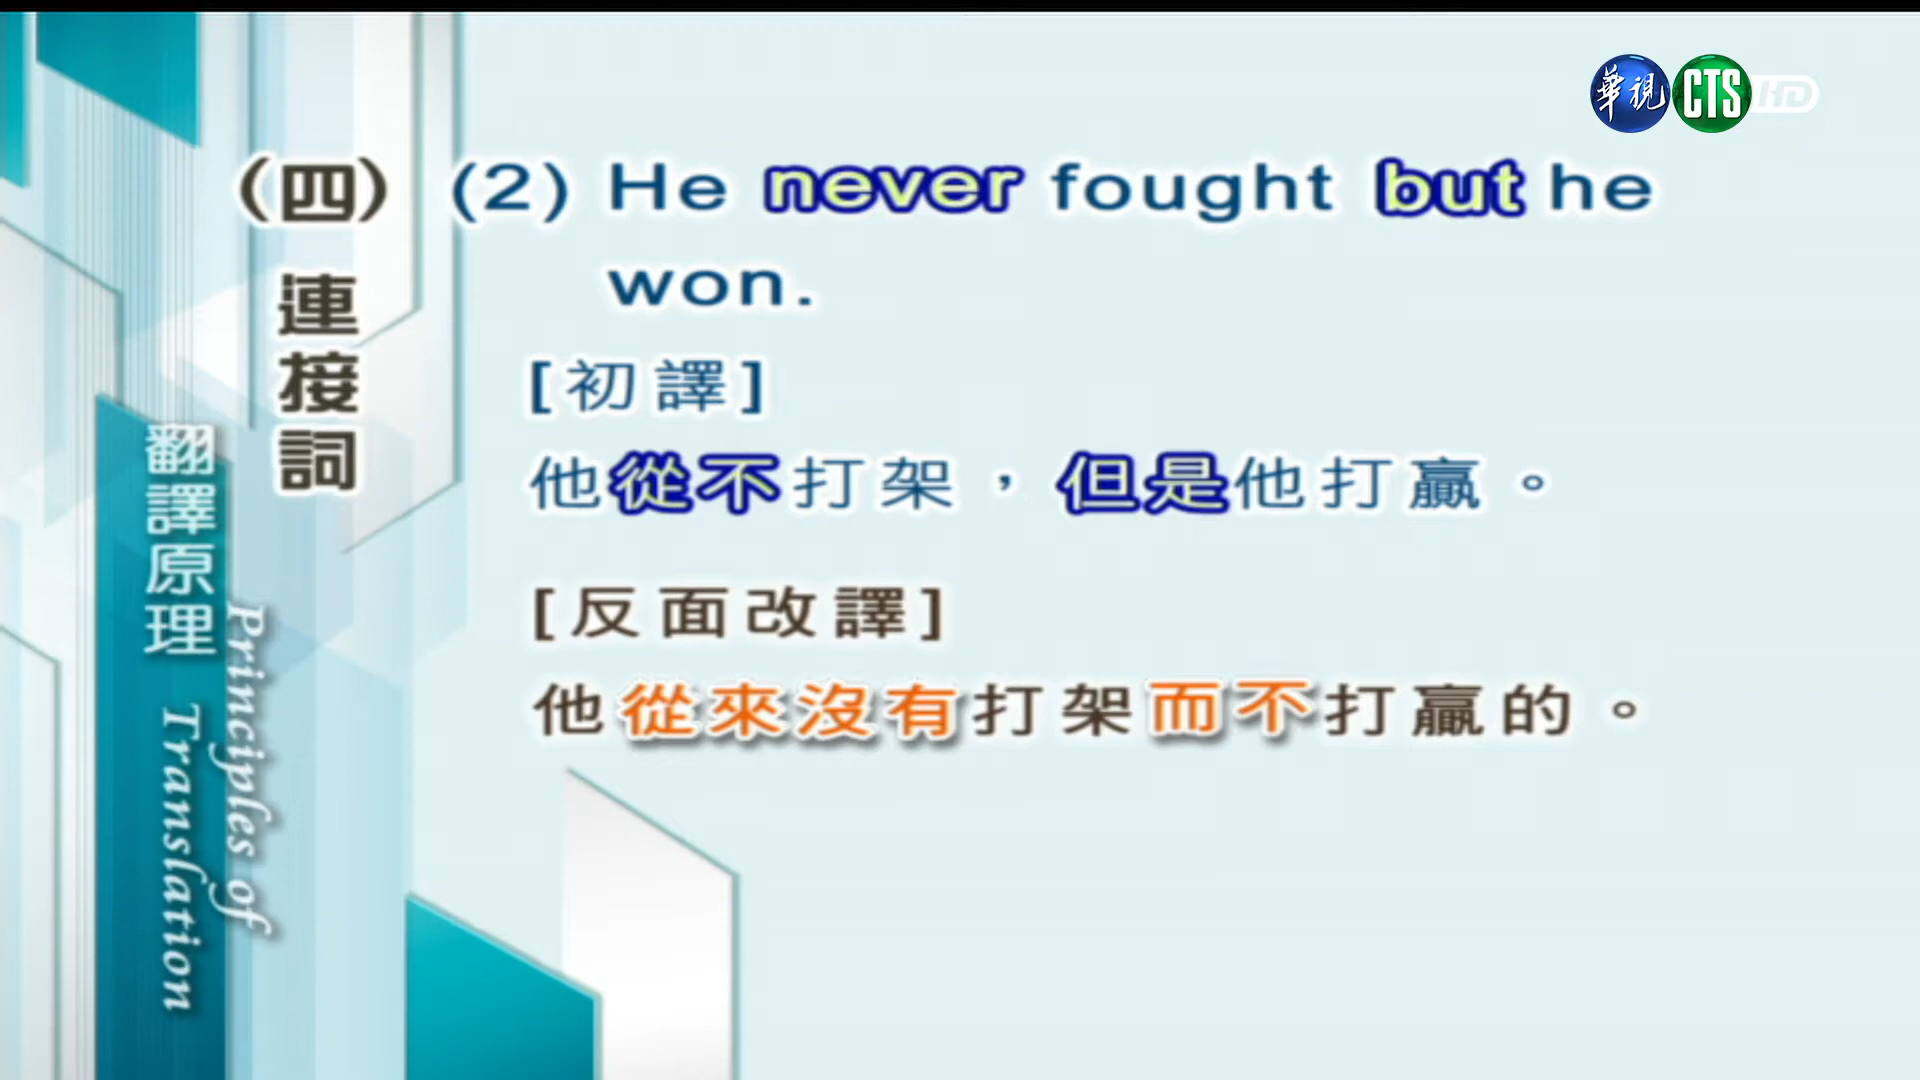 華視 CTS HD
（四） (2) He never fought but he
won.
連接詞
[初譯]
他從不打架，但是他打贏。
[反面改譯]
他從來沒有打架而不打贏的。
翻譯原理
Principles of
Translation